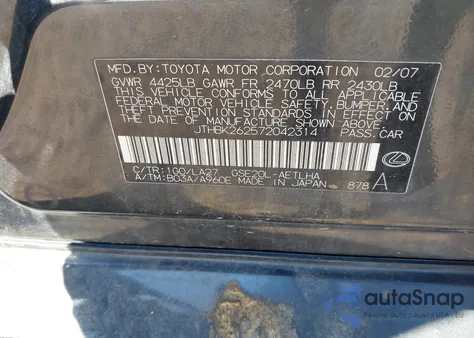 MFD.BY: TOYOTA MOTOR CORPORATION 02/07
GVWR 4425LB GAWR FR 2470LB RR 2430LB
THIS VEHICLE CONFORMS TO ALL APPLICABLE
FEDERAL MOTOR VEHICLE SAFETY, BUMPER,
AND THEFT PREVENTION STANDARDS IN EFFECT ON
THE DATE OF MANUFACTURE SHOWN ABOVE.
JTHBK262572042314 PASS.CAR
C/TR: 1G0/LA27 GSE20L-AETLHA
A/TM: B03A/A960E MADE IN JAPAN 878 A
autoSnap